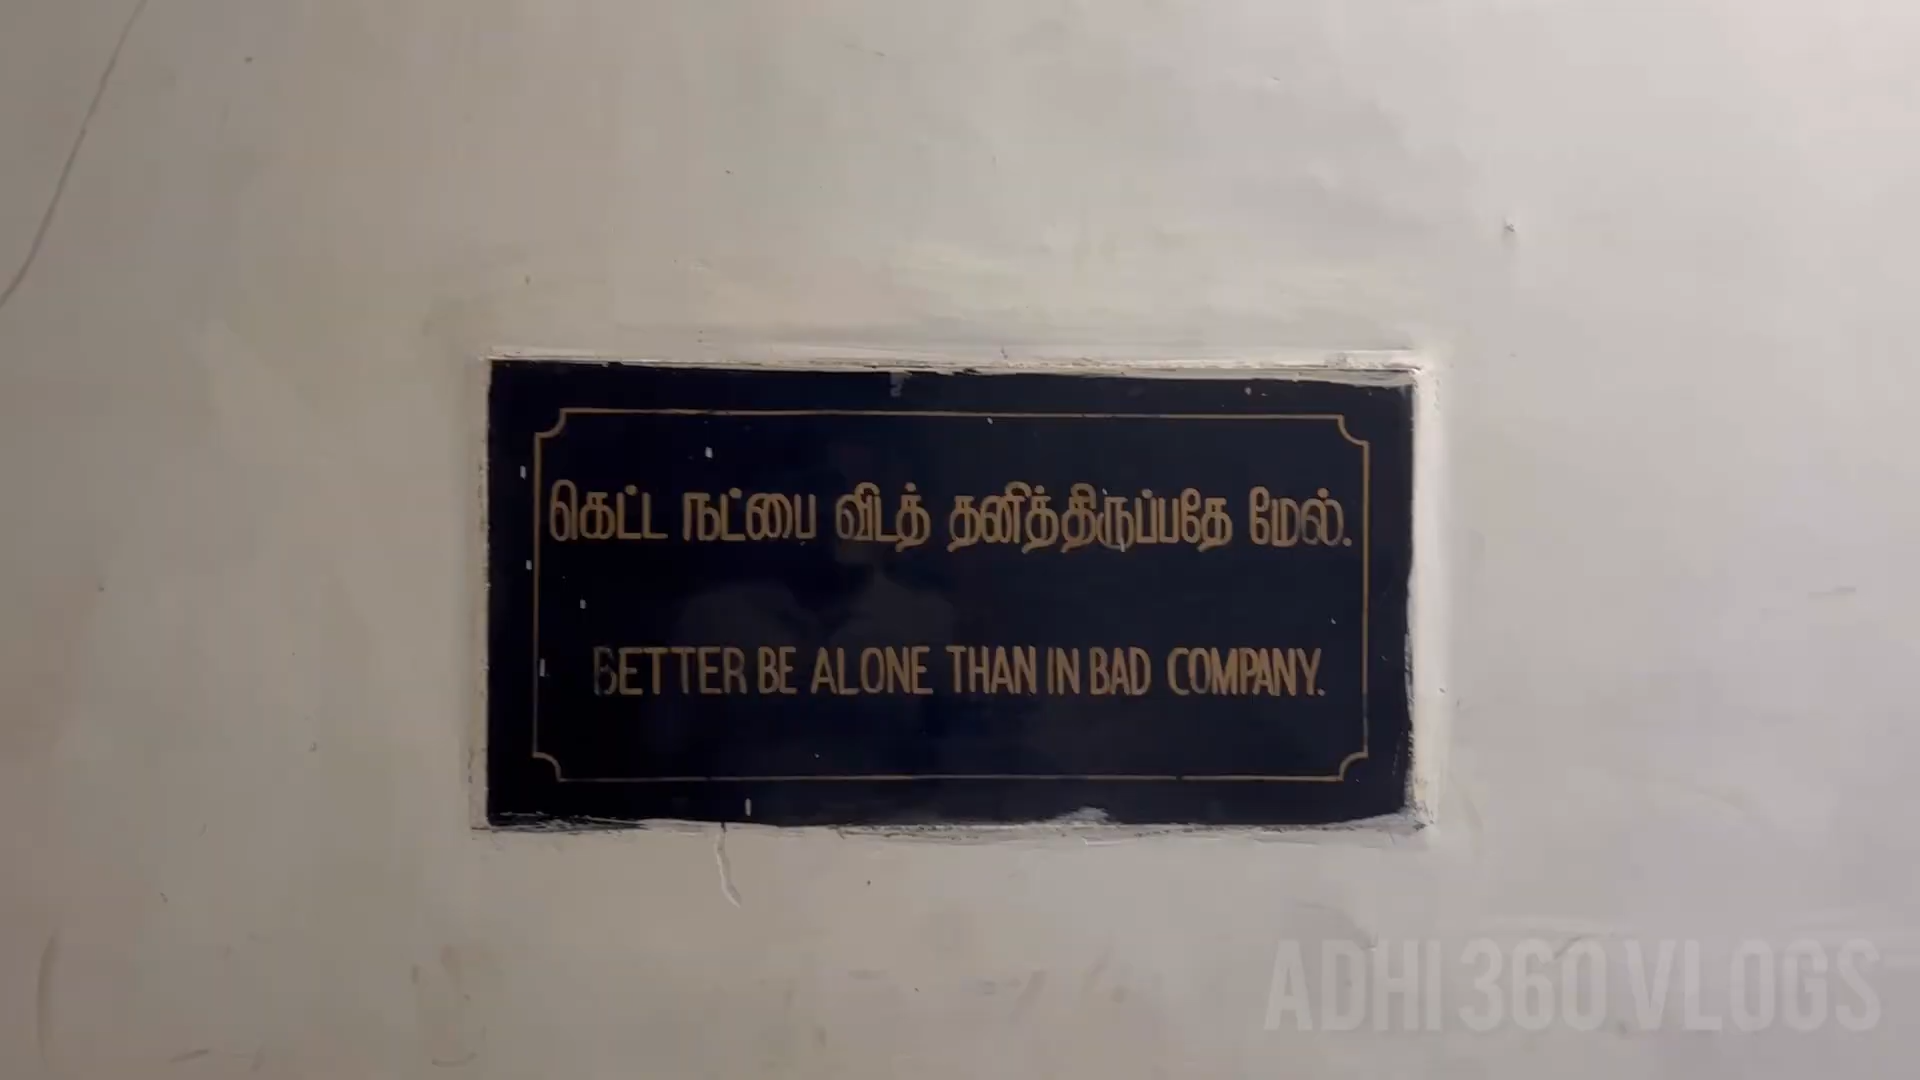 கெட்ட நட்பை விடத் தனித்திருப்பதே மேல்.
BETTER BE ALONE THAN IN BAD COMPANY.
ADHI 360 VLOGS